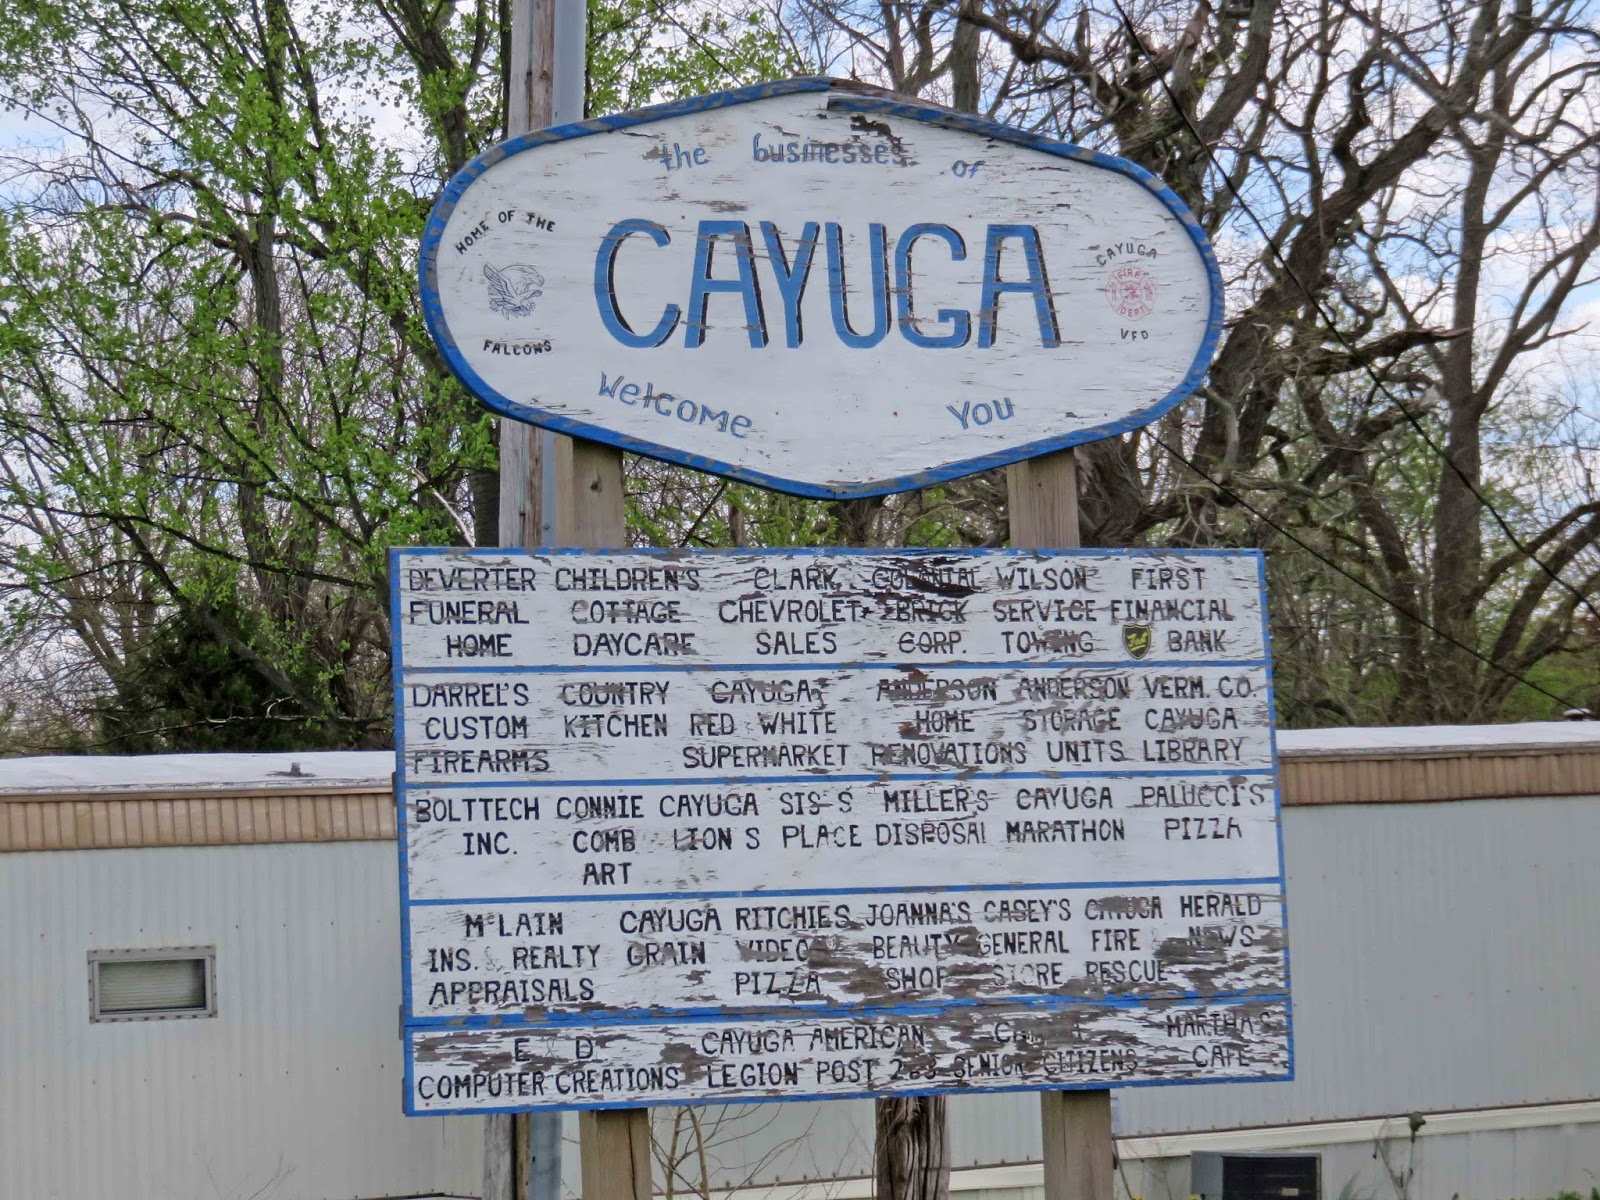 the businesses of
HOME OF THE
FALCONS
CAYUGA
CAYUGA
FIRE
DEPT
VFD
Welcome You
DEVERTER CHILDREN'S CLARK COLONIAL WILSON FIRST
FUNERAL COTTAGE CHEVROLET BRICK SERVICE FINANCIAL
HOME DAYCARE SALES CORP. TOWING BANK
DARREL'S COUNTRY CAYUGA ANDERSON ANDERSON VERM. CO.
CUSTOM KITCHEN RED WHITE HOME STORAGE CAYUGA
FIREARMS SUPERMARKET RENOVATIONS UNITS LIBRARY
BOLTTECH CONNIE CAYUGA SIS S MILLER'S CAYUGA PALUCCI'S
INC. COMB LION S PLACE DISPOSAL MARATHON PIZZA
ART
McLAIN CAYUGA RITCHIES JOANNA'S CASEY'S CAYUGA HERALD
INS. & REALTY GRAIN VIDEO BEAUTY GENERAL FIRE & NEWS
APPRAISALS PIZZA SHOP STORE RESCUE
E & D CAYUGA AMERICAN MARTHAS
COMPUTER CREATIONS LEGION POST 263 SENIOR CITIZENS CAFE